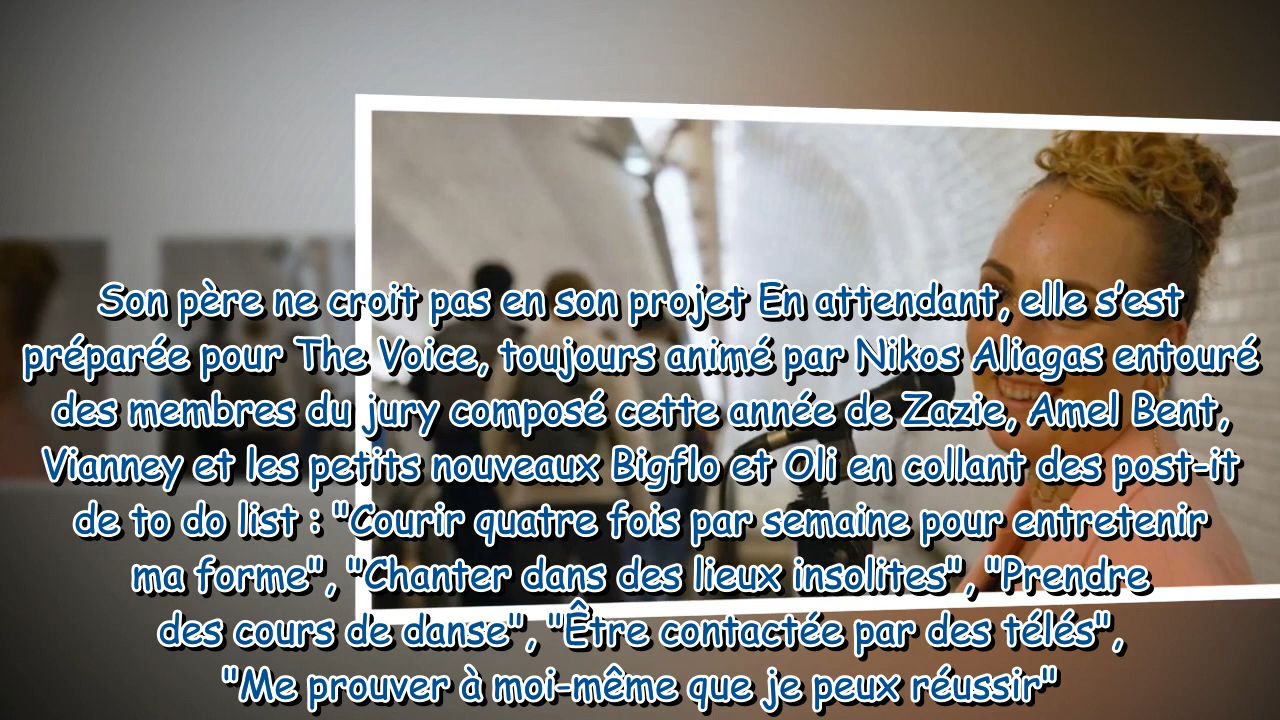 Son père ne croit pas en son projet En attendant, elle s’est
préparée pour The Voice, toujours animé par Nikos Aliagas entouré
des membres du jury composé cette année de Zazie, Amel Bent,
Vianney et les petits nouveaux Bigflo et Oli en collant des post-it
de to do list : "Courir quatre fois par semaine pour entretenir
ma forme", "Chanter dans des lieux insolites", "Prendre
des cours de danse", "Être contactée par des télés",
"Me prouver à moi-même que je peux réussir"